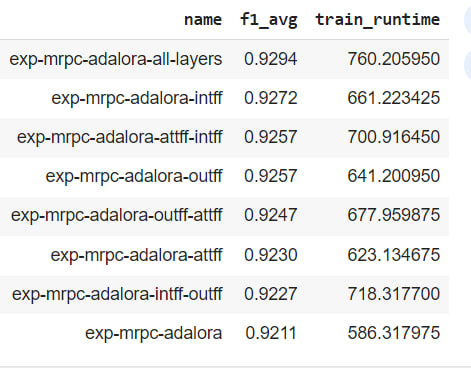 name f1_avg train_runtime
exp-mrpc-adalora-all-layers 0.9294 760.205950
exp-mrpc-adalora-intff 0.9272 661.223425
exp-mrpc-adalora-attff-intff 0.9257 700.916450
exp-mrpc-adalora-outff 0.9257 641.200950
exp-mrpc-adalora-outff-attff 0.9247 677.959875
exp-mrpc-adalora-attff 0.9230 623.134675
exp-mrpc-adalora-intff-outff 0.9227 718.317700
exp-mrpc-adalora 0.9211 586.317975